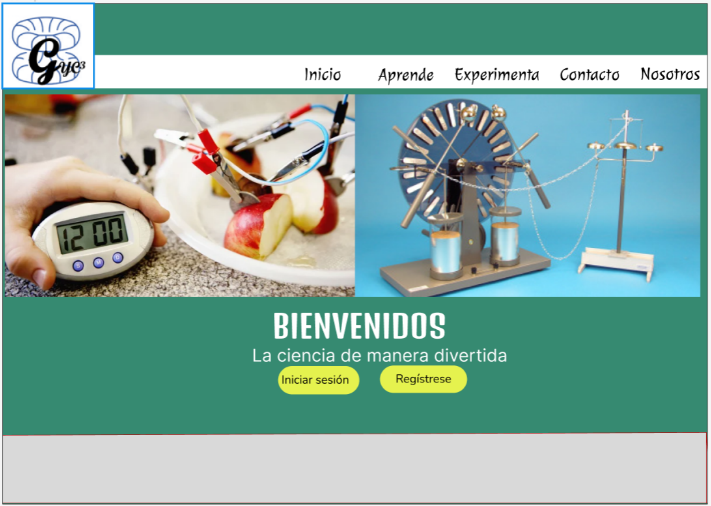 Gyc³
Inicio Aprende Experimenta Contacto Nosotros
12:00
BIENVENIDOS
La ciencia de manera divertida
Iniciar sesión Regístrese